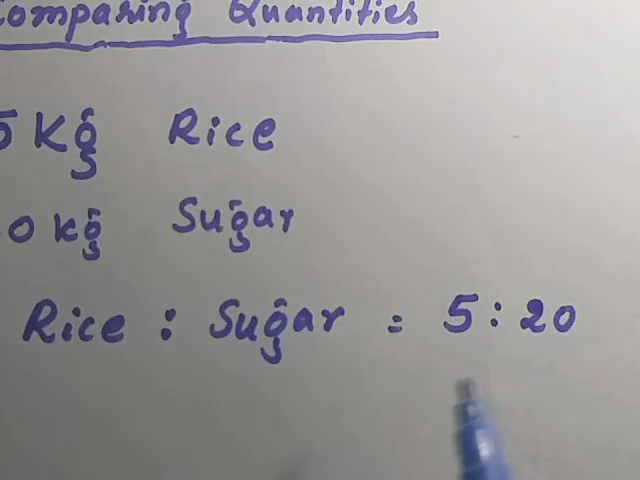 omparing Quantities
5 Kg Rice
0 kg Sugar
Rice : Sugar = 5 : 20